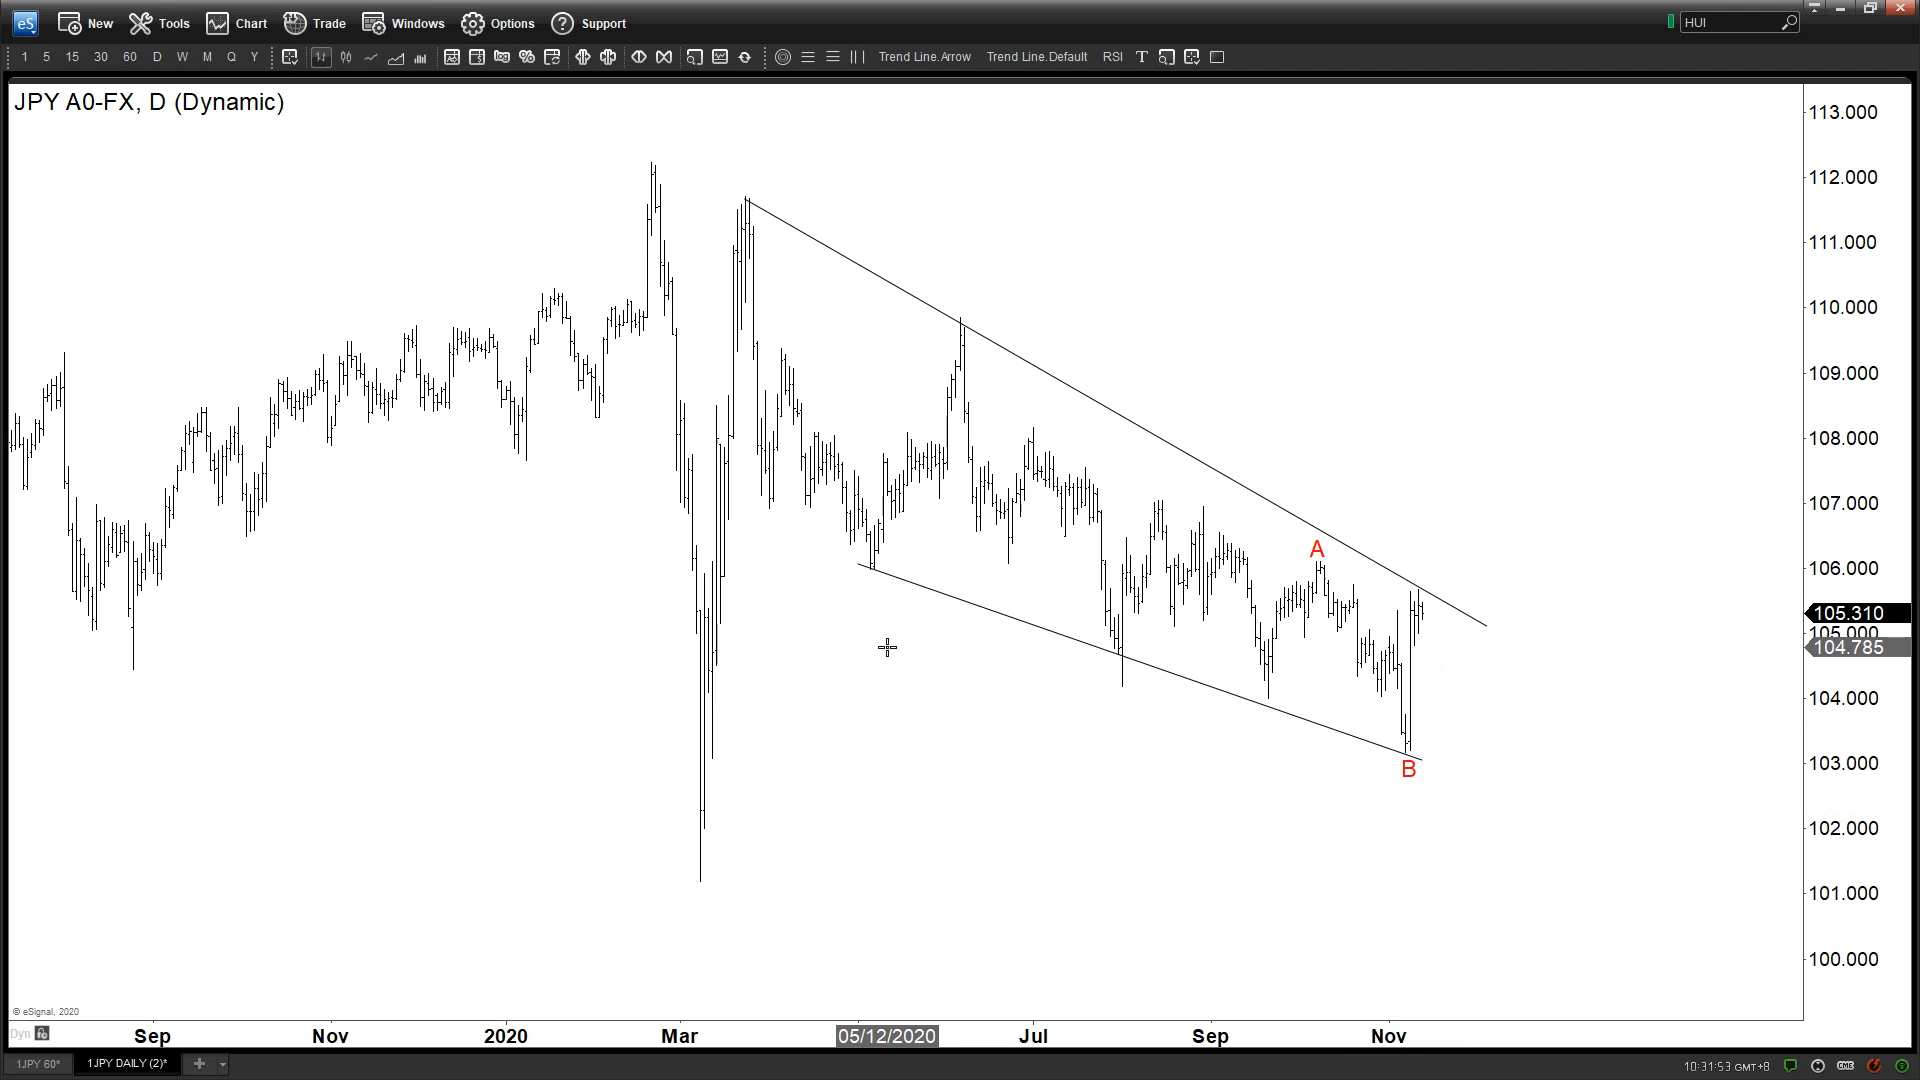 eS New Tools Chart Trade Windows Options Support HUI
1 5 15 30 60 D W M Q Y log % Trend Line.Arrow Trend Line.Default RSI T
JPY A0-FX, D (Dynamic)
113.000
112.000
111.000
110.000
109.000
108.000
107.000
A
106.000
105.310
105.000
104.785
104.000
103.000
B
102.000
101.000
100.000
© eSignal, 2020
Dyn
Sep Nov 2020 Mar 05/12/2020 Jul Sep Nov
1JPY 60* 1JPY DAILY (2)* + 10:31:53 GMT+8 CME